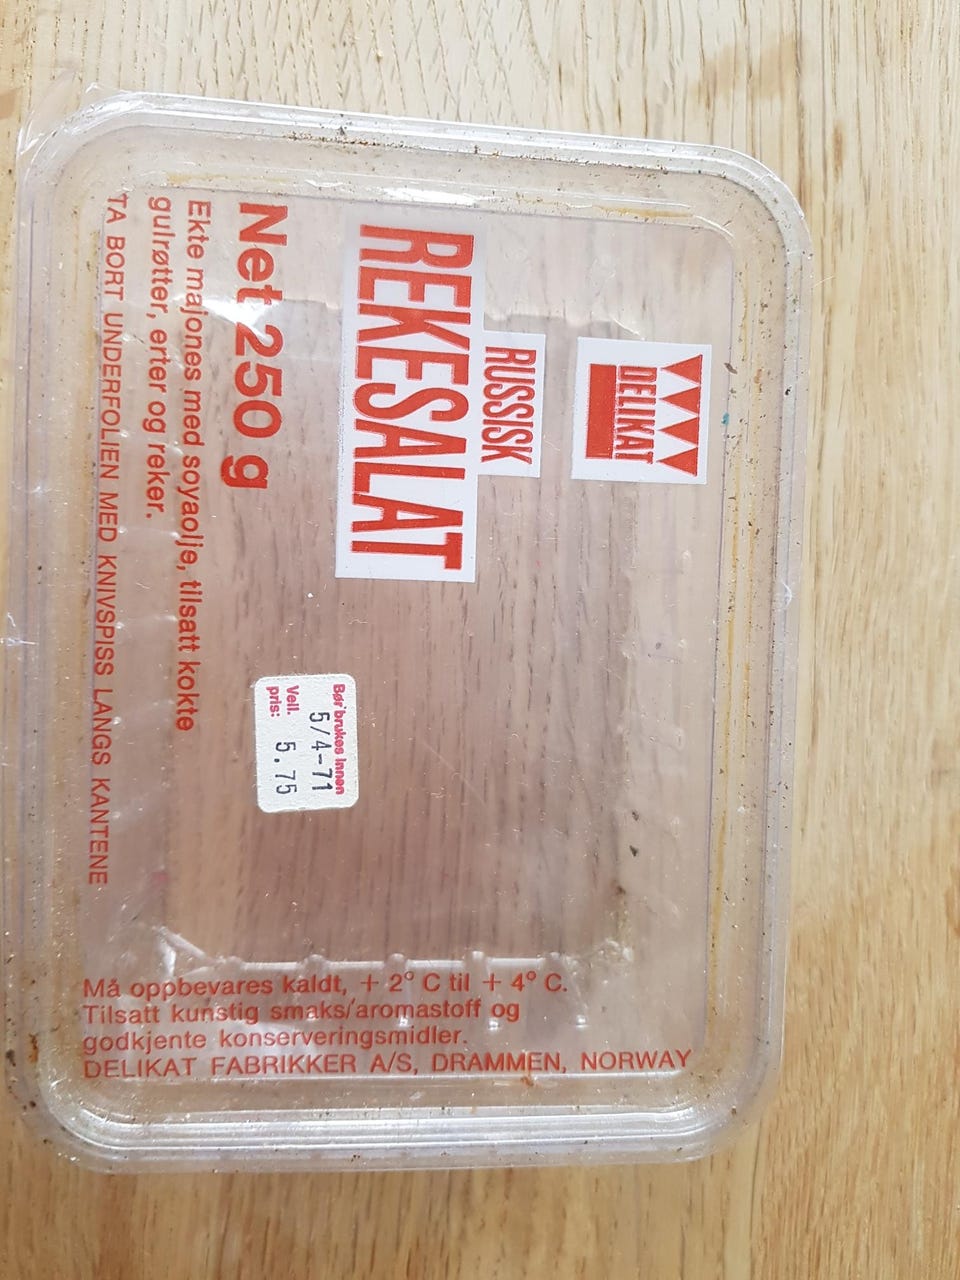 DELIKAT
RUSSISK
REKESALAT
Net 250 g
Ekte majones med soyaolje, tilsatt kokte
gulrøtter, erter og reker.
TA BORT UNDERFOLIEN MED KNIVSPISS LANGS KANTENE
Bør brukes innen
5/4-71
Veil.
pris: 5.75
Må oppbevares kaldt, + 2° C til + 4° C.
Tilsatt kunstig smaks/aromastoff og
godkjente konserveringsmidler.
DELIKAT FABRIKKER A/S, DRAMMEN, NORWAY